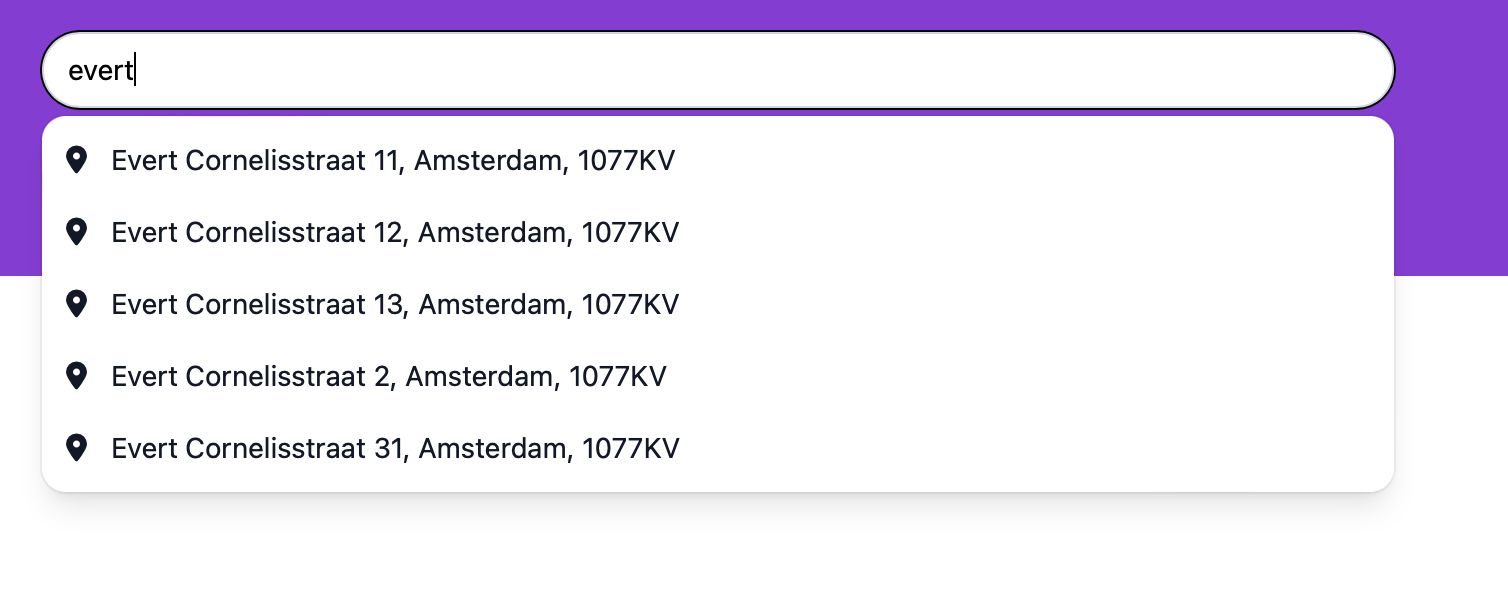 evert
Evert Cornelisstraat 11, Amsterdam, 1077KV
Evert Cornelisstraat 12, Amsterdam, 1077KV
Evert Cornelisstraat 13, Amsterdam, 1077KV
Evert Cornelisstraat 2, Amsterdam, 1077KV
Evert Cornelisstraat 31, Amsterdam, 1077KV